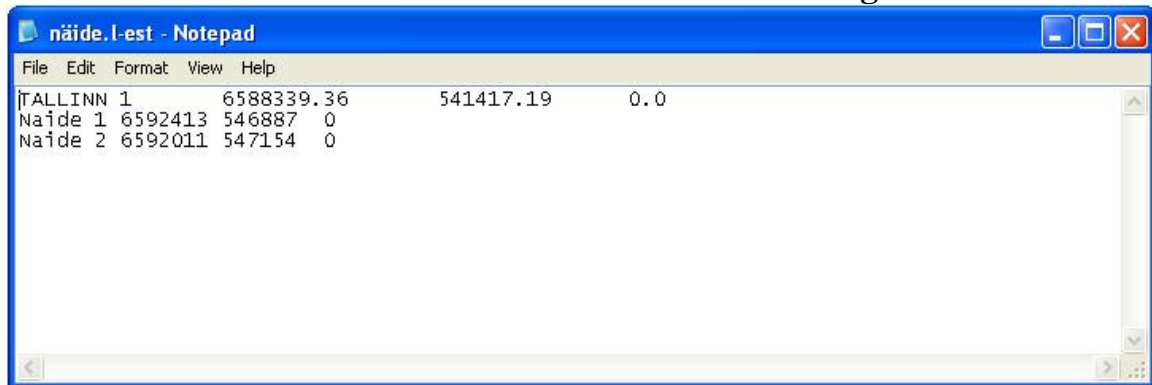 näide.l-est - Notepad
File Edit Format View Help
TALLINN 1 6588339.36 541417.19 0.0
Naide 1 6592413 546887 0
Naide 2 6592011 547154 0